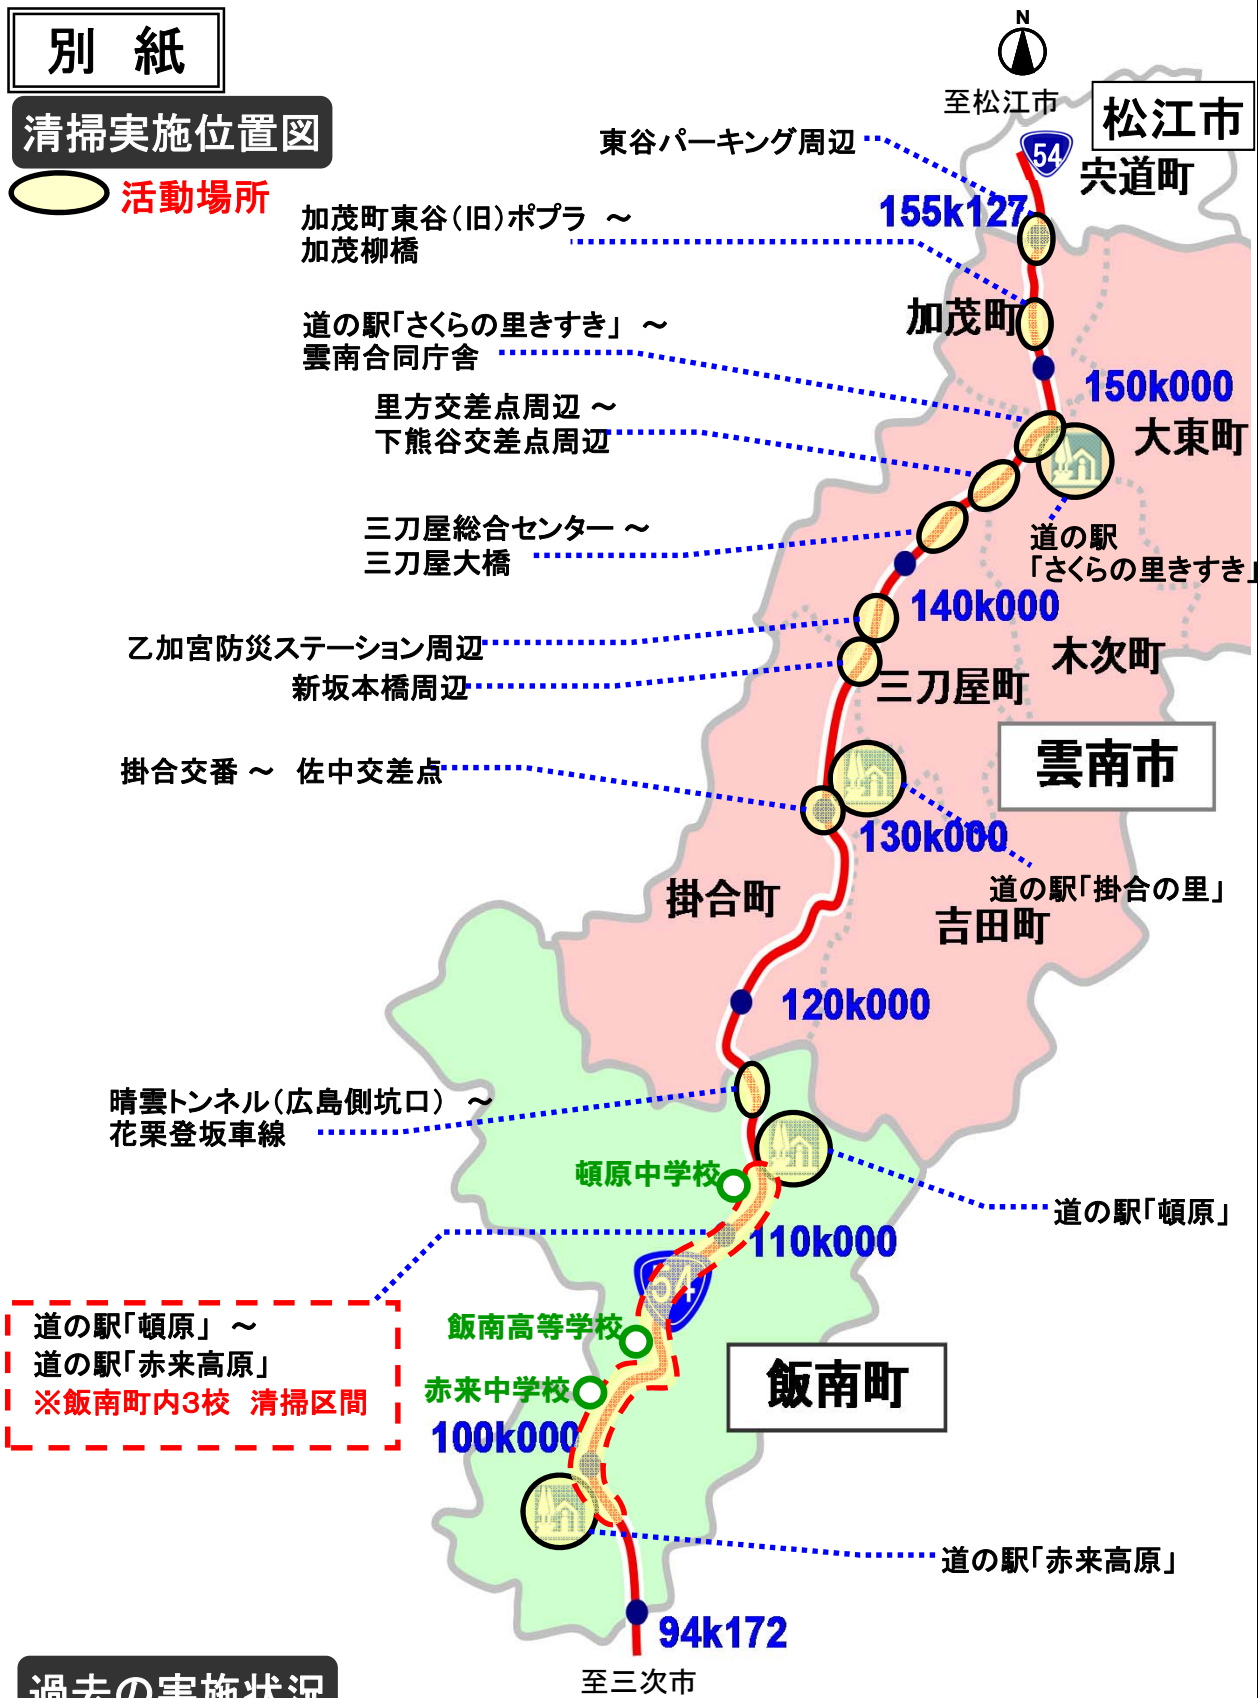 別　紙
清掃実施位置図
活動場所
N
至松江市
松江市
54
宍道町
東谷パーキング周辺
155k127
加茂町東谷（旧）ポプラ　～
加茂柳橋
加茂町
道の駅「さくらの里きすき」　～
雲南合同庁舎
150k000
大東町
里方交差点周辺 ～
下熊谷交差点周辺
三刀屋総合センター ～
三刀屋大橋
道の駅
「さくらの里きすき」
140k000
乙加宮防災ステーション周辺
木次町
新坂本橋周辺
三刀屋町
雲南市
掛合交番 ～　佐中交差点
130k000
道の駅「掛合の里」
掛合町
吉田町
120k000
晴雲トンネル（広島側坑口）　～
花栗登坂車線
頓原中学校
道の駅「頓原」
110k000
54
道の駅「頓原」　～
道の駅「赤来高原」
※飯南町内3校　清掃区間
飯南高等学校
飯南町
赤来中学校
100k000
道の駅「赤来高原」
94k172
至三次市
過去の実施状況